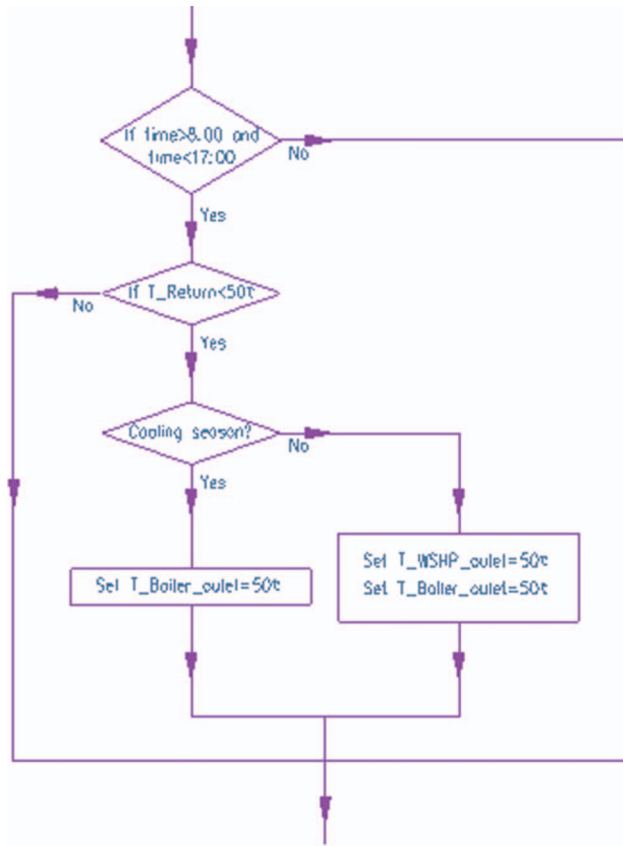 If time>8.00 and
time<17:00
No
Yes
If T_Return<50℃
No
Yes
Cooling season?
No
Yes
Set T_WSHP_outlet=50℃
Set T_Boiler_outlet=50℃
Set T_Boiler_outlet=50℃